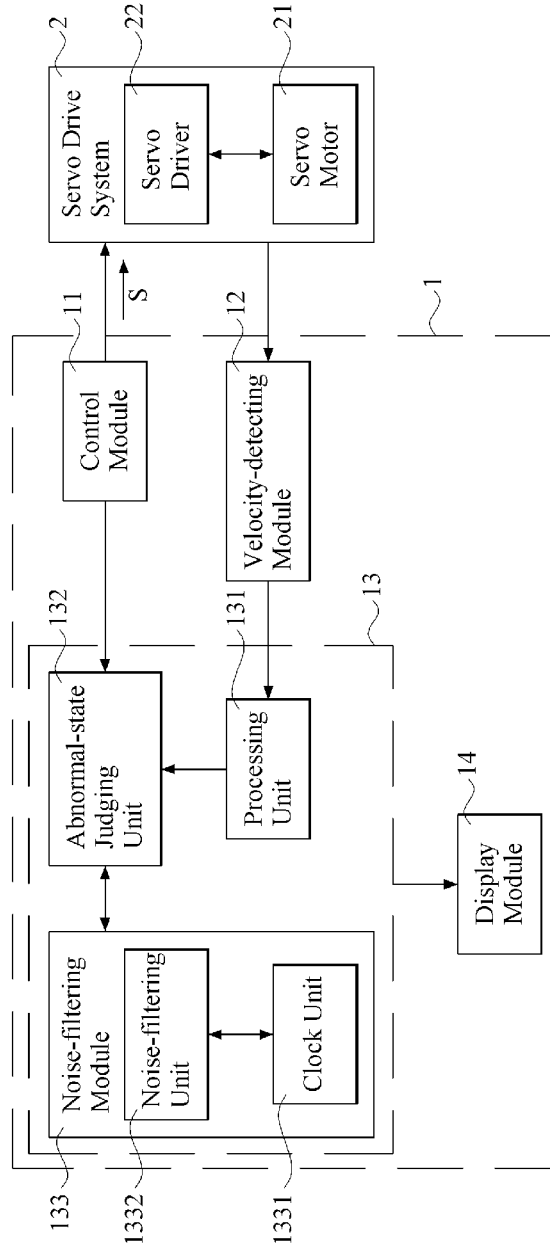 133
Noise-filtering
Module
1332
Noise-filtering
Unit
1331
Clock Unit
132
Abnormal-state
Judging
Unit
131
Processing
Unit
13
11
Control
Module
12
Velocity-detecting
Module
14
Display
Module
1
S
2
Servo Drive
System
22
Servo
Driver
21
Servo
Motor